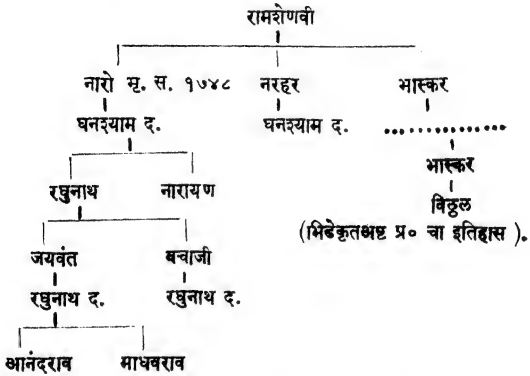 रामशेणवी
नारो मृ. स. १७४८ नरहर भास्कर
घनश्याम द. घनश्याम द. ...............
भास्कर
रघुनाथ नारायण
विठ्ठल
(भिडेकृतअष्ट प्र० चा इतिहास ).
जयवंत बचाजी
रघुनाथ द. रघुनाथ द.
आनंदराव माधवराव